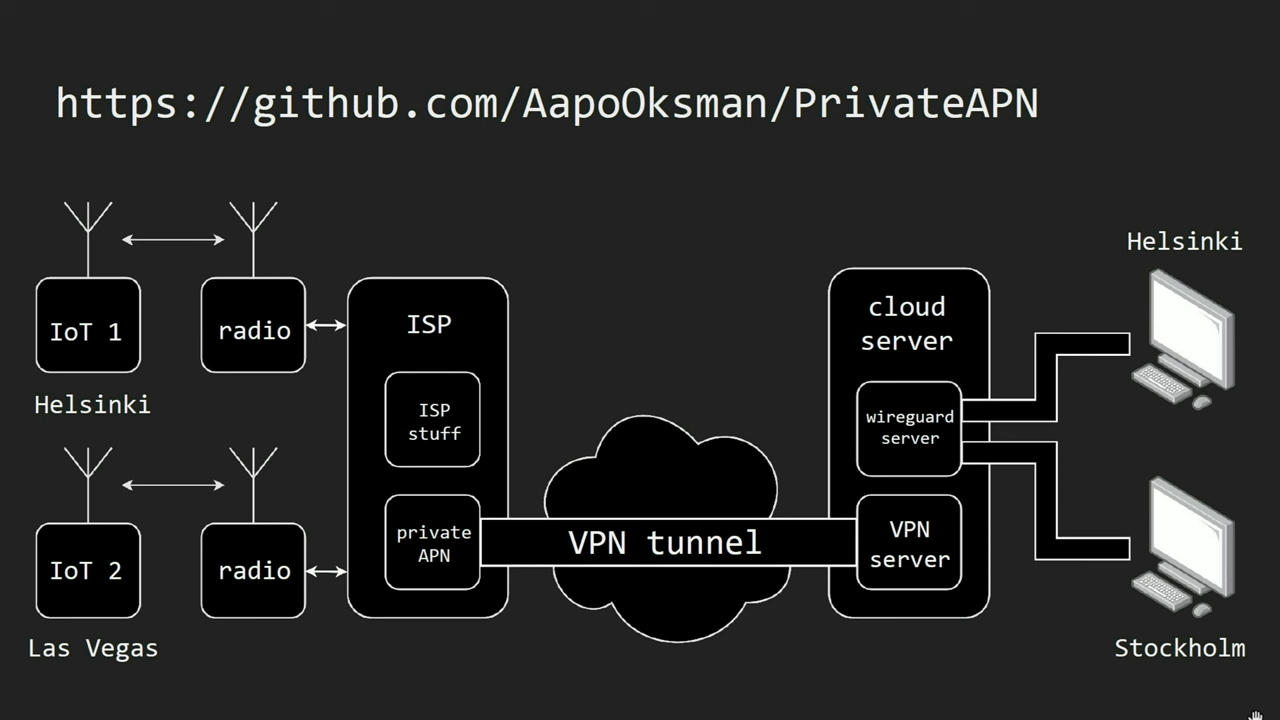 https://github.com/AapoOksman/PrivateAPN
IoT 1
radio
Helsinki
ISP
ISP
stuff
IoT 2
radio
Las Vegas
private
APN
VPN tunnel
cloud
server
wireguard
server
VPN
server
Helsinki
Stockholm